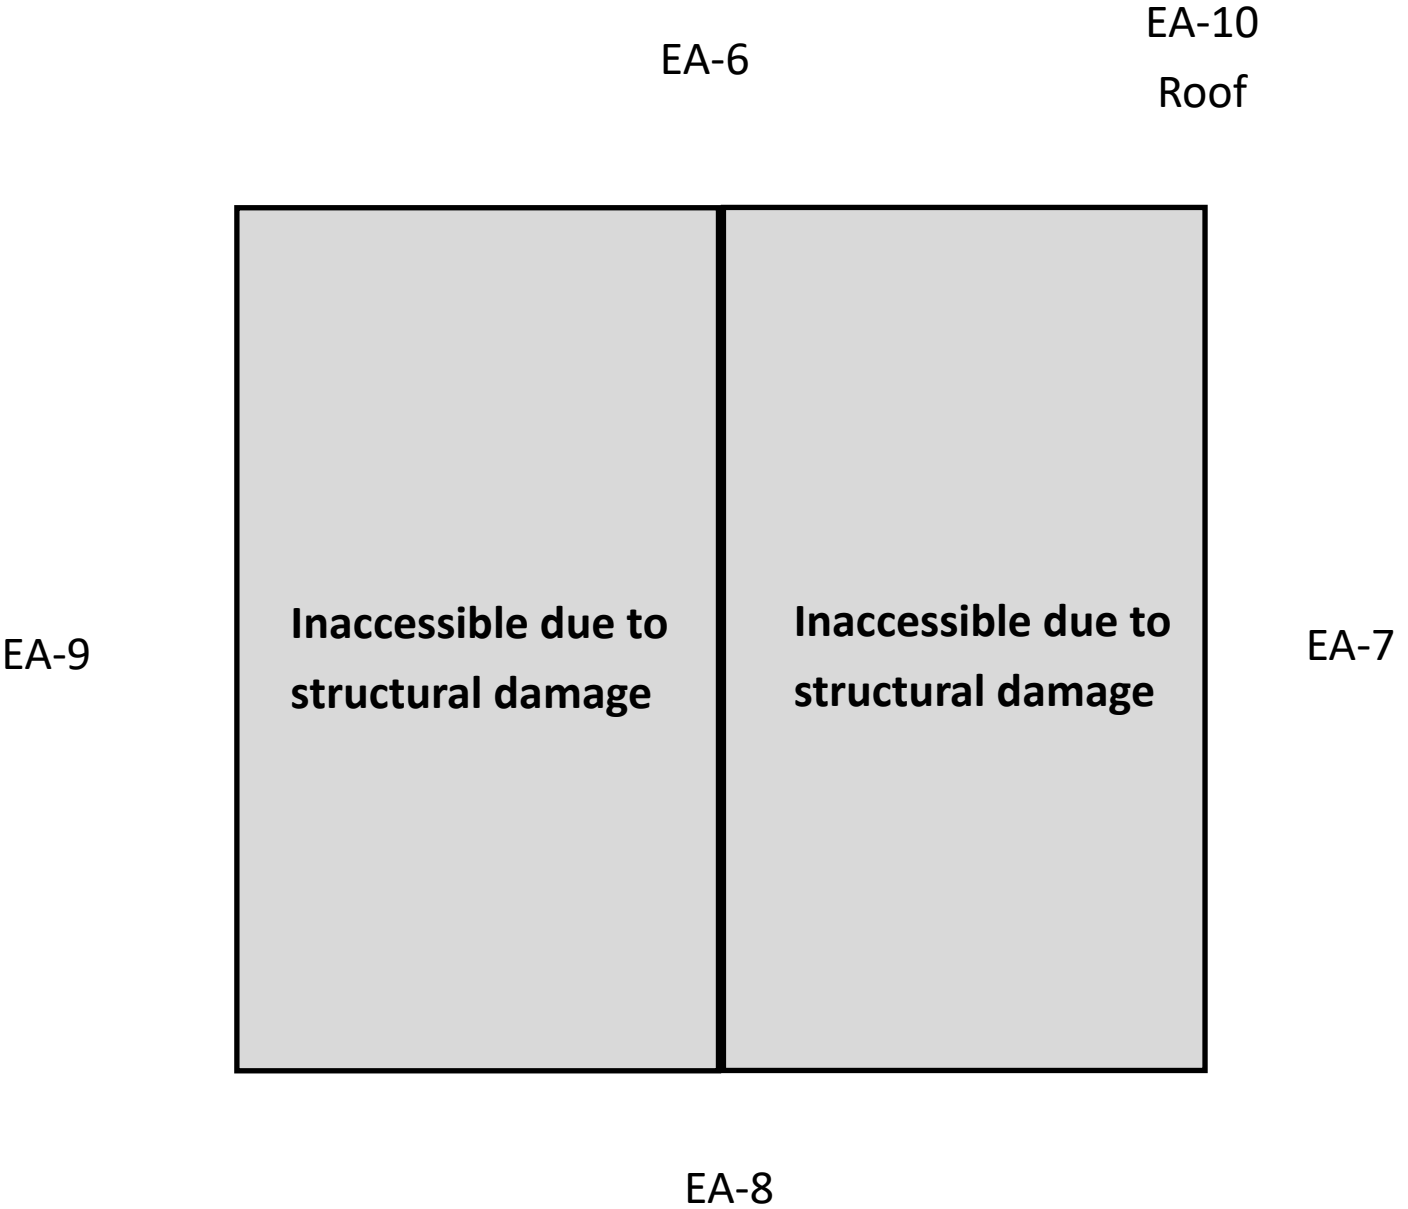 EA-10
EA-6
Roof
Inaccessible due to
structural damage
Inaccessible due to
structural damage
EA-9
EA-7
EA-8